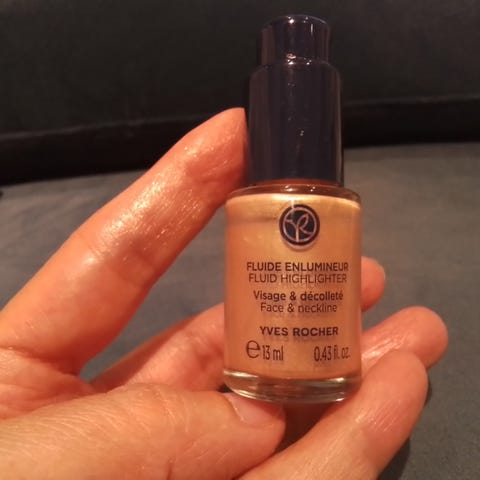 FLUIDE ENLUMINEUR
FLUID HIGHLIGHTER
Visage & décolleté
Face & neckline
YVES ROCHER
℮13 ml 0.43 fl. oz.